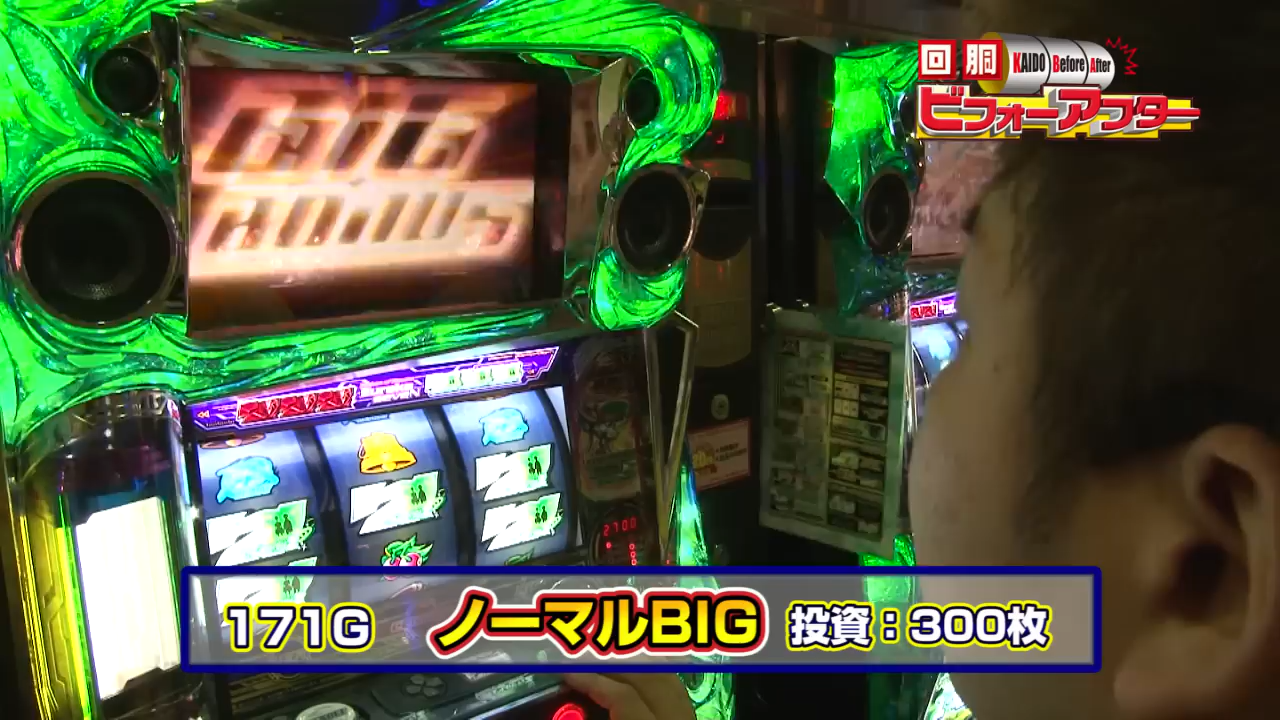 回胴 KAIDO Before After
ビフォーアフター
BIG
BONUS
2700
171G ノーマルBIG 投資：300枚